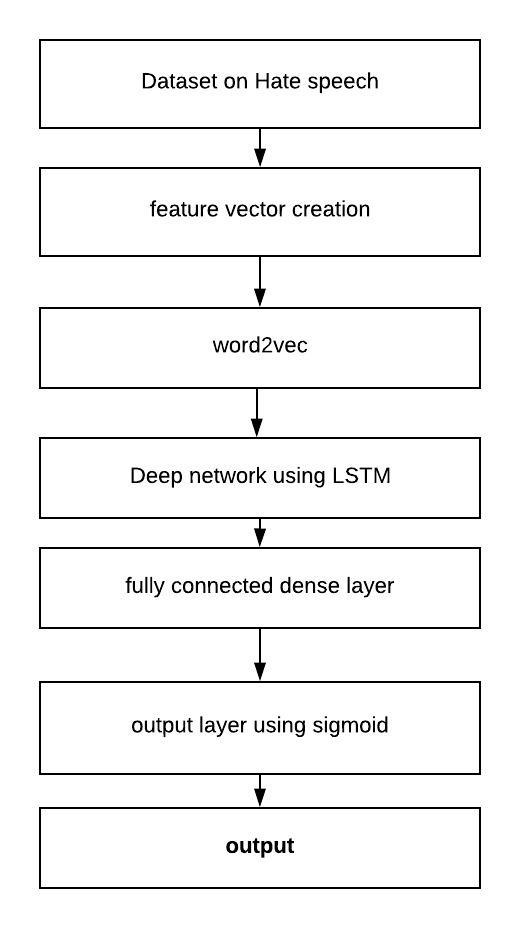 Dataset on Hate speech
feature vector creation
word2vec
Deep network using LSTM
fully connected dense layer
output layer using sigmoid
output